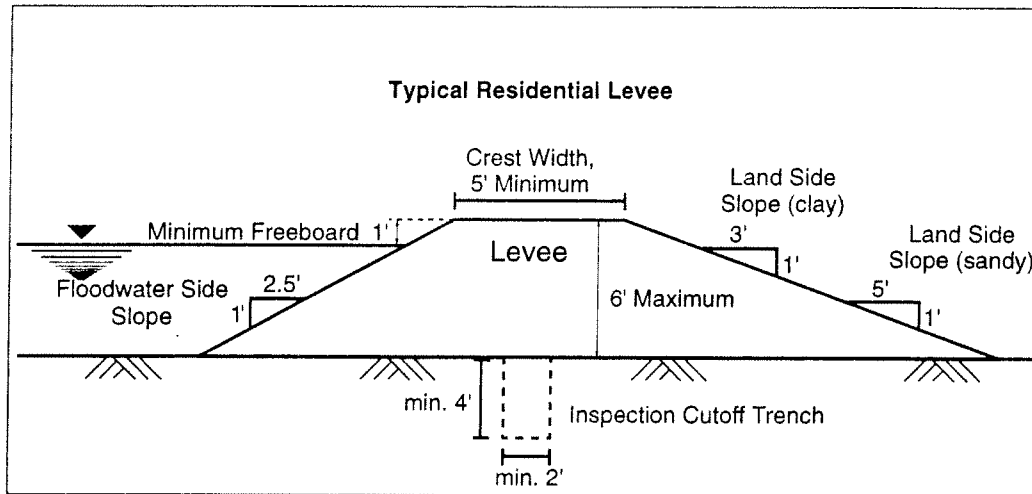 Typical Residential Levee
Crest Width,
5' Minimum
Land Side
Slope (clay)
Minimum Freeboard
1'
Levee
3'
1'
Land Side
Slope (sandy)
Floodwater Side
Slope
2.5'
1'
6' Maximum
5'
1'
min. 4'
Inspection Cutoff Trench
min. 2'